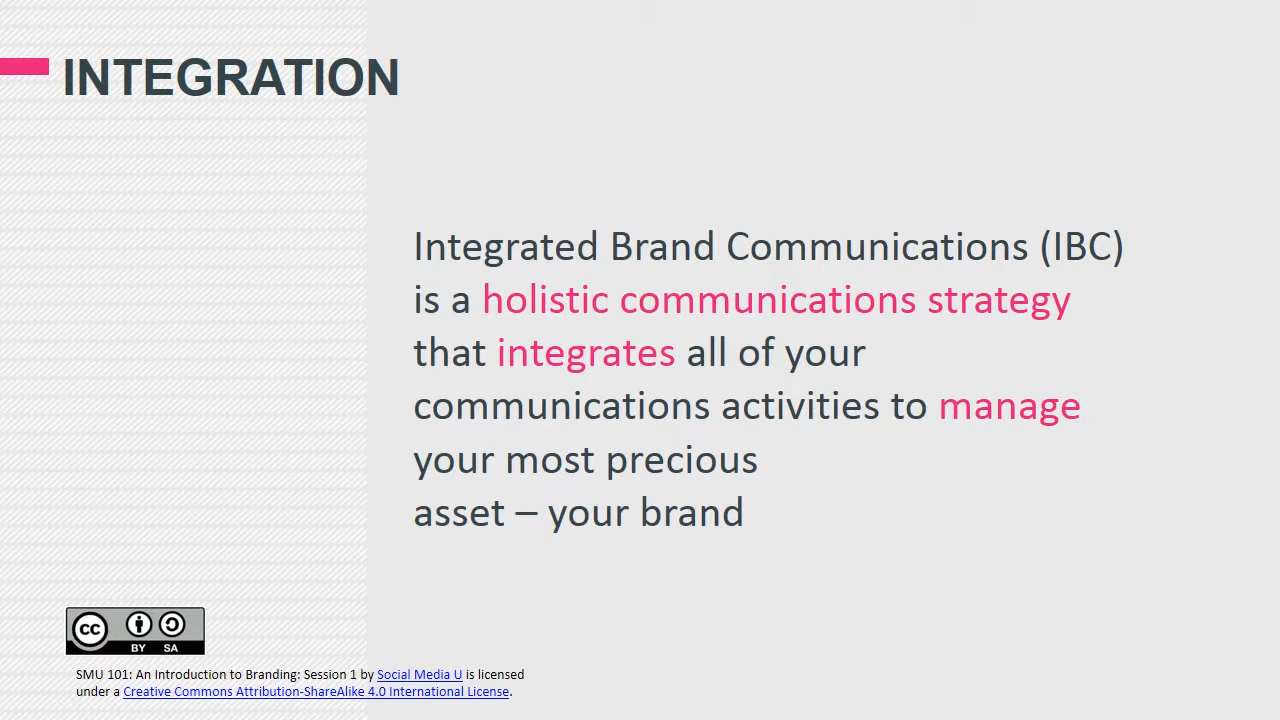 INTEGRATION
Integrated Brand Communications (IBC)
is a holistic communications strategy
that integrates all of your
communications activities to manage
your most precious
asset – your brand
cc
BY SA
SMU 101: An Introduction to Branding: Session 1 by Social Media U is licensed
under a Creative Commons Attribution-ShareAlike 4.0 International License.